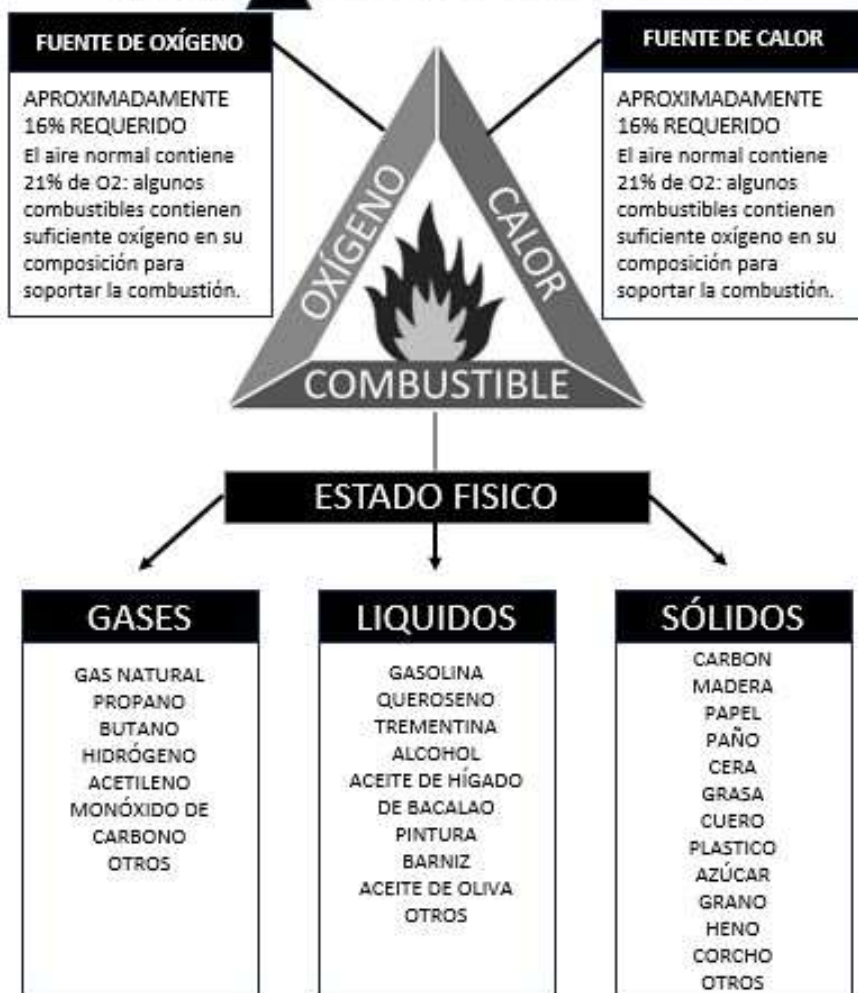 FUENTE DE OXÍGENO
APROXIMADAMENTE
16% REQUERIDO
El aire normal contiene
21% de O2: algunos
combustibles contienen
suficiente oxígeno en su
composición para
soportar la combustión.
FUENTE DE CALOR
APROXIMADAMENTE
16% REQUERIDO
El aire normal contiene
21% de O2: algunos
combustibles contienen
suficiente oxígeno en su
composición para
soportar la combustión.
OXÍGENO
CALOR
COMBUSTIBLE
ESTADO FISICO
GASES
GAS NATURAL
PROPANO
BUTANO
HIDRÓGENO
ACETILENO
MONÓXIDO DE
CARBONO
OTROS
LIQUIDOS
GASOLINA
QUEROSENO
TREMENTINA
ALCOHOL
ACEITE DE HÍGADO
DE BACALAO
PINTURA
BARNIZ
ACEITE DE OLIVA
OTROS
SÓLIDOS
CARBON
MADERA
PAPEL
PAÑO
CERA
GRASA
CUERO
PLASTICO
AZÚCAR
GRANO
HENO
CORCHO
OTROS